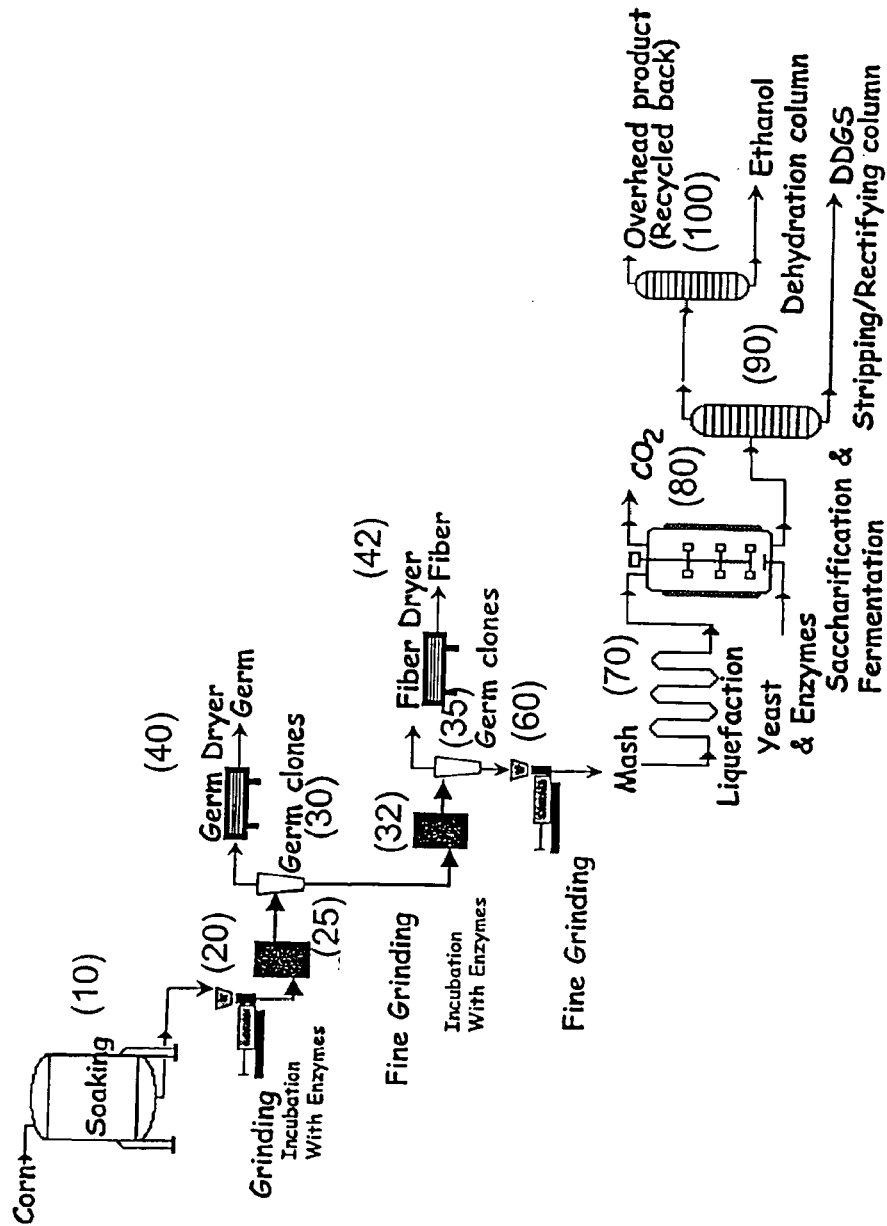 Corn
Soaking
(10)
(20)
Grinding
Incubation
With Enzymes
(25)
(40)
Germ Dryer
Germ
Germ clones
(30)
Fine Grinding
Incubation
With Enzymes
(32)
(42)
Fiber Dryer
Fiber
(35)
Germ clones
(60)
Fine Grinding
Mash
(70)
Liquefaction
Yeast
& Enzymes
CO2
(80)
Saccharification &
Fermentation
(90)
Overhead product
(Recycled back)
(100)
Ethanol
Dehydration column
DDGS
Stripping/Rectifying column